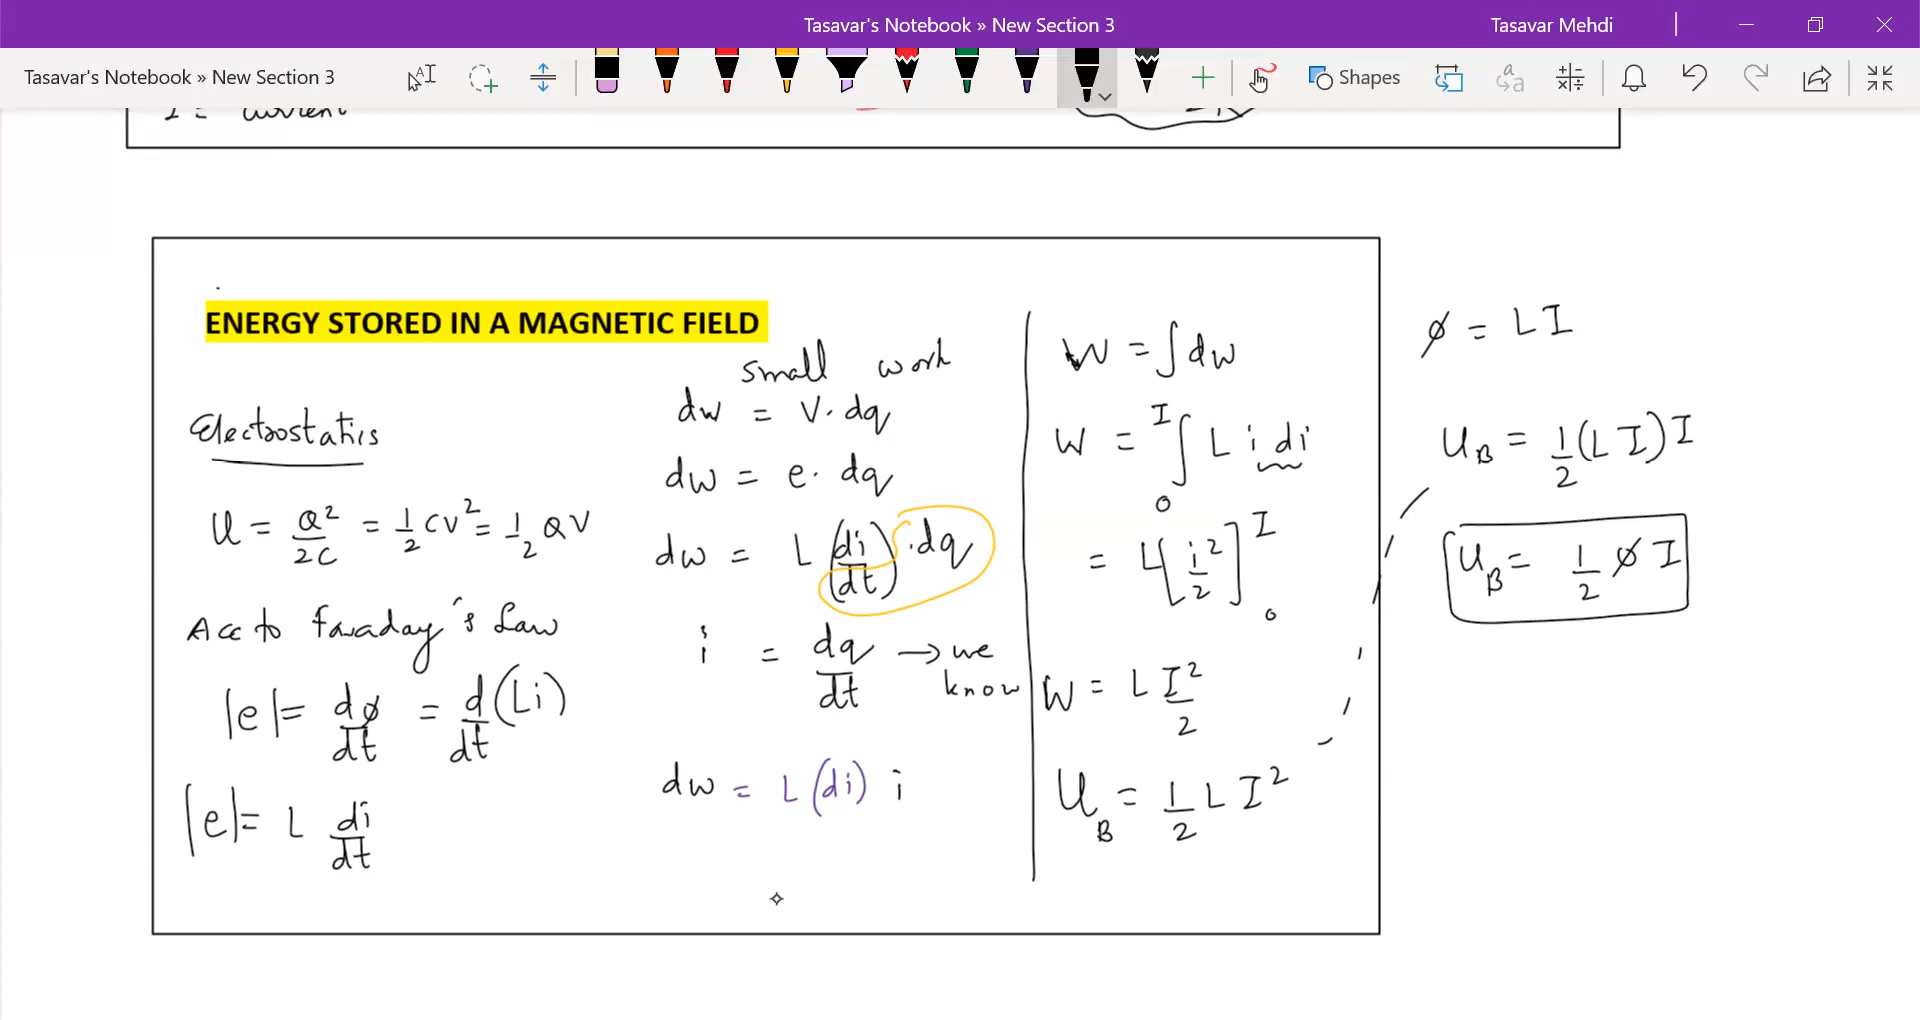 Tasavar's Notebook » New Section 3
Tasavar Mehdi
Tasavar's Notebook » New Section 3
Shapes
I = current
ENERGY STORED IN A MAGNETIC FIELD
Electrostatics
U = Q²/2C = 1/2 CV² = 1/2 QV
Acc to Faraday's Law
|e| = dφ/dt = d/dt (Li)
|e| = L di/dt
small work
dw = V. dq
dw = e. dq
dw = L (di/dt) . dq
i = dq/dt → we know
dw = L (di) i
W = ∫dw
W = ∫₀ᴵ L i di
= L[i²/2]₀ᴵ
W = L I²/2
U_B = 1/2 L I²
φ = LI
U_B = 1/2 (LI) I
U_B = 1/2 φ I